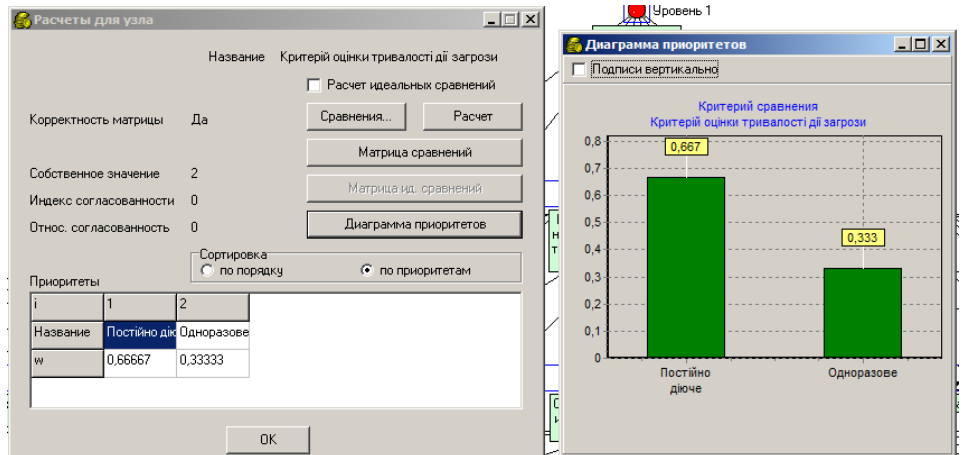 Расчеты для узла
Название Критерій оцінки тривалості дії загрози
Расчет идеальных сравнений
Корректность матрицы Да
Сравнения... Расчет
Матрица сравнений
Собственное значение 2
Матрица ид. сравнений
Индекс согласованности 0
Относ. согласованность 0
Диаграмма приоритетов
Сортировка
по порядку по приоритетам
Приоритеты
i 1 2
Название Постійно дік Одноразове
w 0,66667 0,33333
OK
Уровень 1
Диаграмма приоритетов
Подписи вертикально
Критерий сравнения
Критерій оцінки тривалості дії загрози
0,8
0,667
0,7
0,6
0,5
0,333
0,4
0,3
0,2
0,1
0
Постійно
діюче
Одноразове